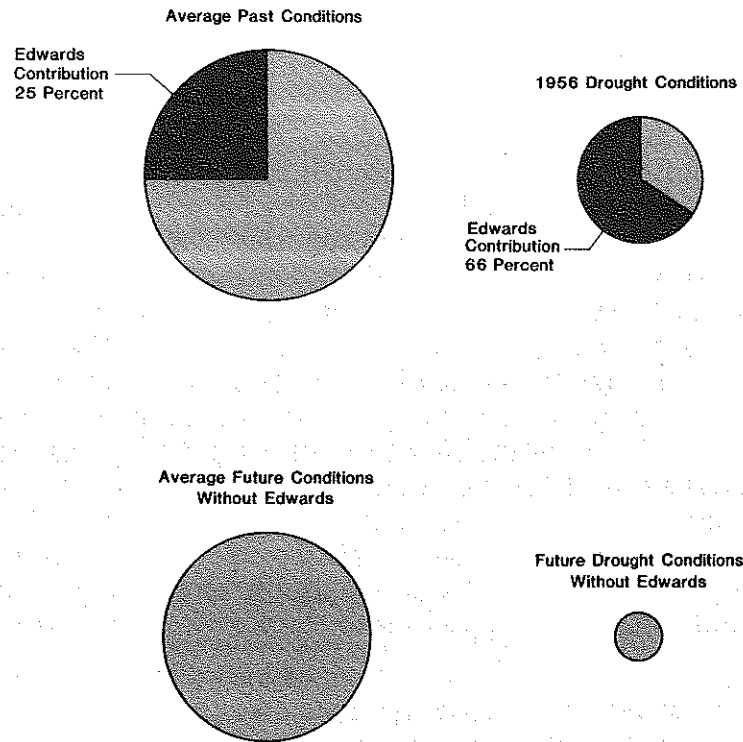 Average Past Conditions
Edwards
Contribution
25 Percent
1956 Drought Conditions
Edwards
Contribution
66 Percent
Average Future Conditions
Without Edwards
Future Drought Conditions
Without Edwards